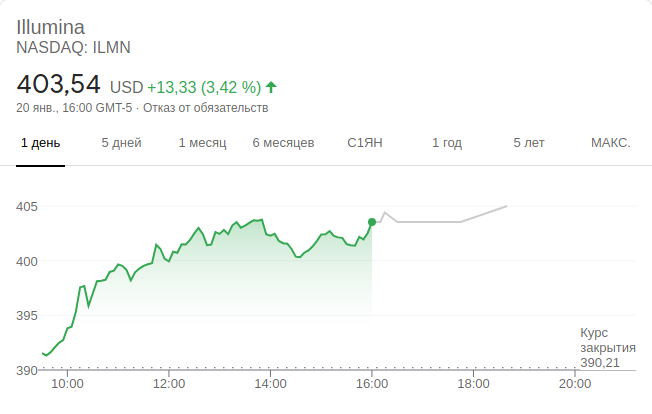 Illumina
NASDAQ: ILMN
403,54 USD +13,33 (3,42 %)
20 янв., 16:00 GMT-5 · Отказ от обязательств
1 день 5 дней 1 месяц 6 месяцев С1ЯН 1 год 5 лет МАКС.
405
400
395
390
Курс
закрытия
390,21
10:00 12:00 14:00 16:00 18:00 20:00